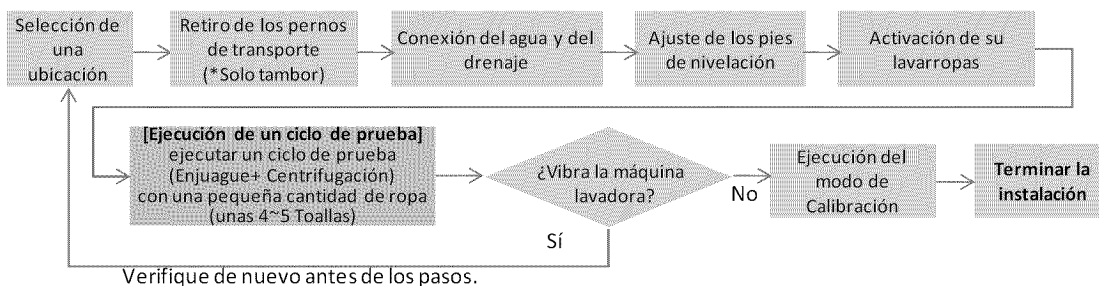 Selección de
una
ubicación
Retiro de los pernos
de transporte
(*Solo tambor)
Conexión del agua y del
drenaje
Ajuste de los pies
de nivelación
Activación de su
lavarropas
[Ejecución de un ciclo de prueba]
ejecutar un ciclo de prueba
(Enjuague+ Centrifugación)
con una pequeña cantidad de ropa
(unas 4~5 Toallas)
¿Vibra la máquina
lavadora?
No
Ejecución del
modo de
Calibración
Terminar la
instalación
Sí
Verifique de nuevo antes de los pasos.